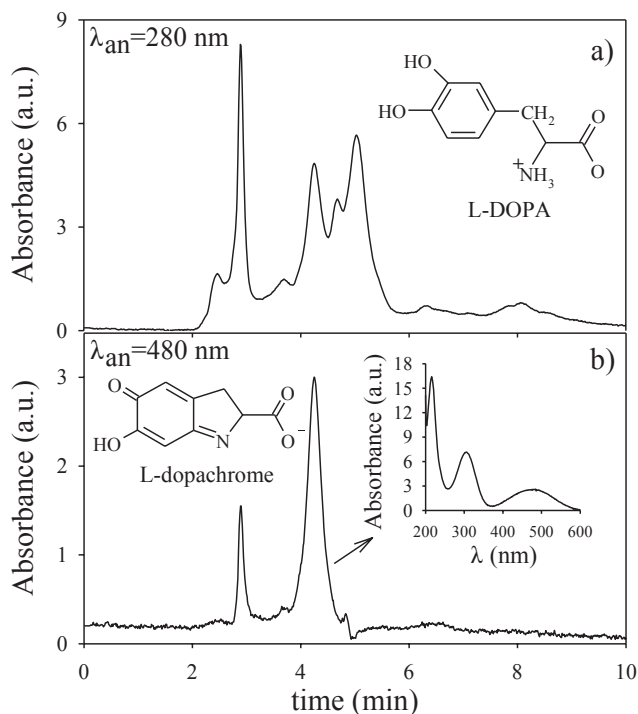 λan=280 nm
a)
HO
HO
CH2
O
O
+
NH3
L-DOPA
Absorbance (a.u.)
9
6
3
0
λan=480 nm
b)
O
HO
N
O
O−
L-dopachrome
Absorbance (a.u.)
3
2
1
0
Absorbance (a.u.)
18
15
12
9
6
3
0
200 300 400 500 600
λ (nm)
0 2 4 6 8 10
time (min)